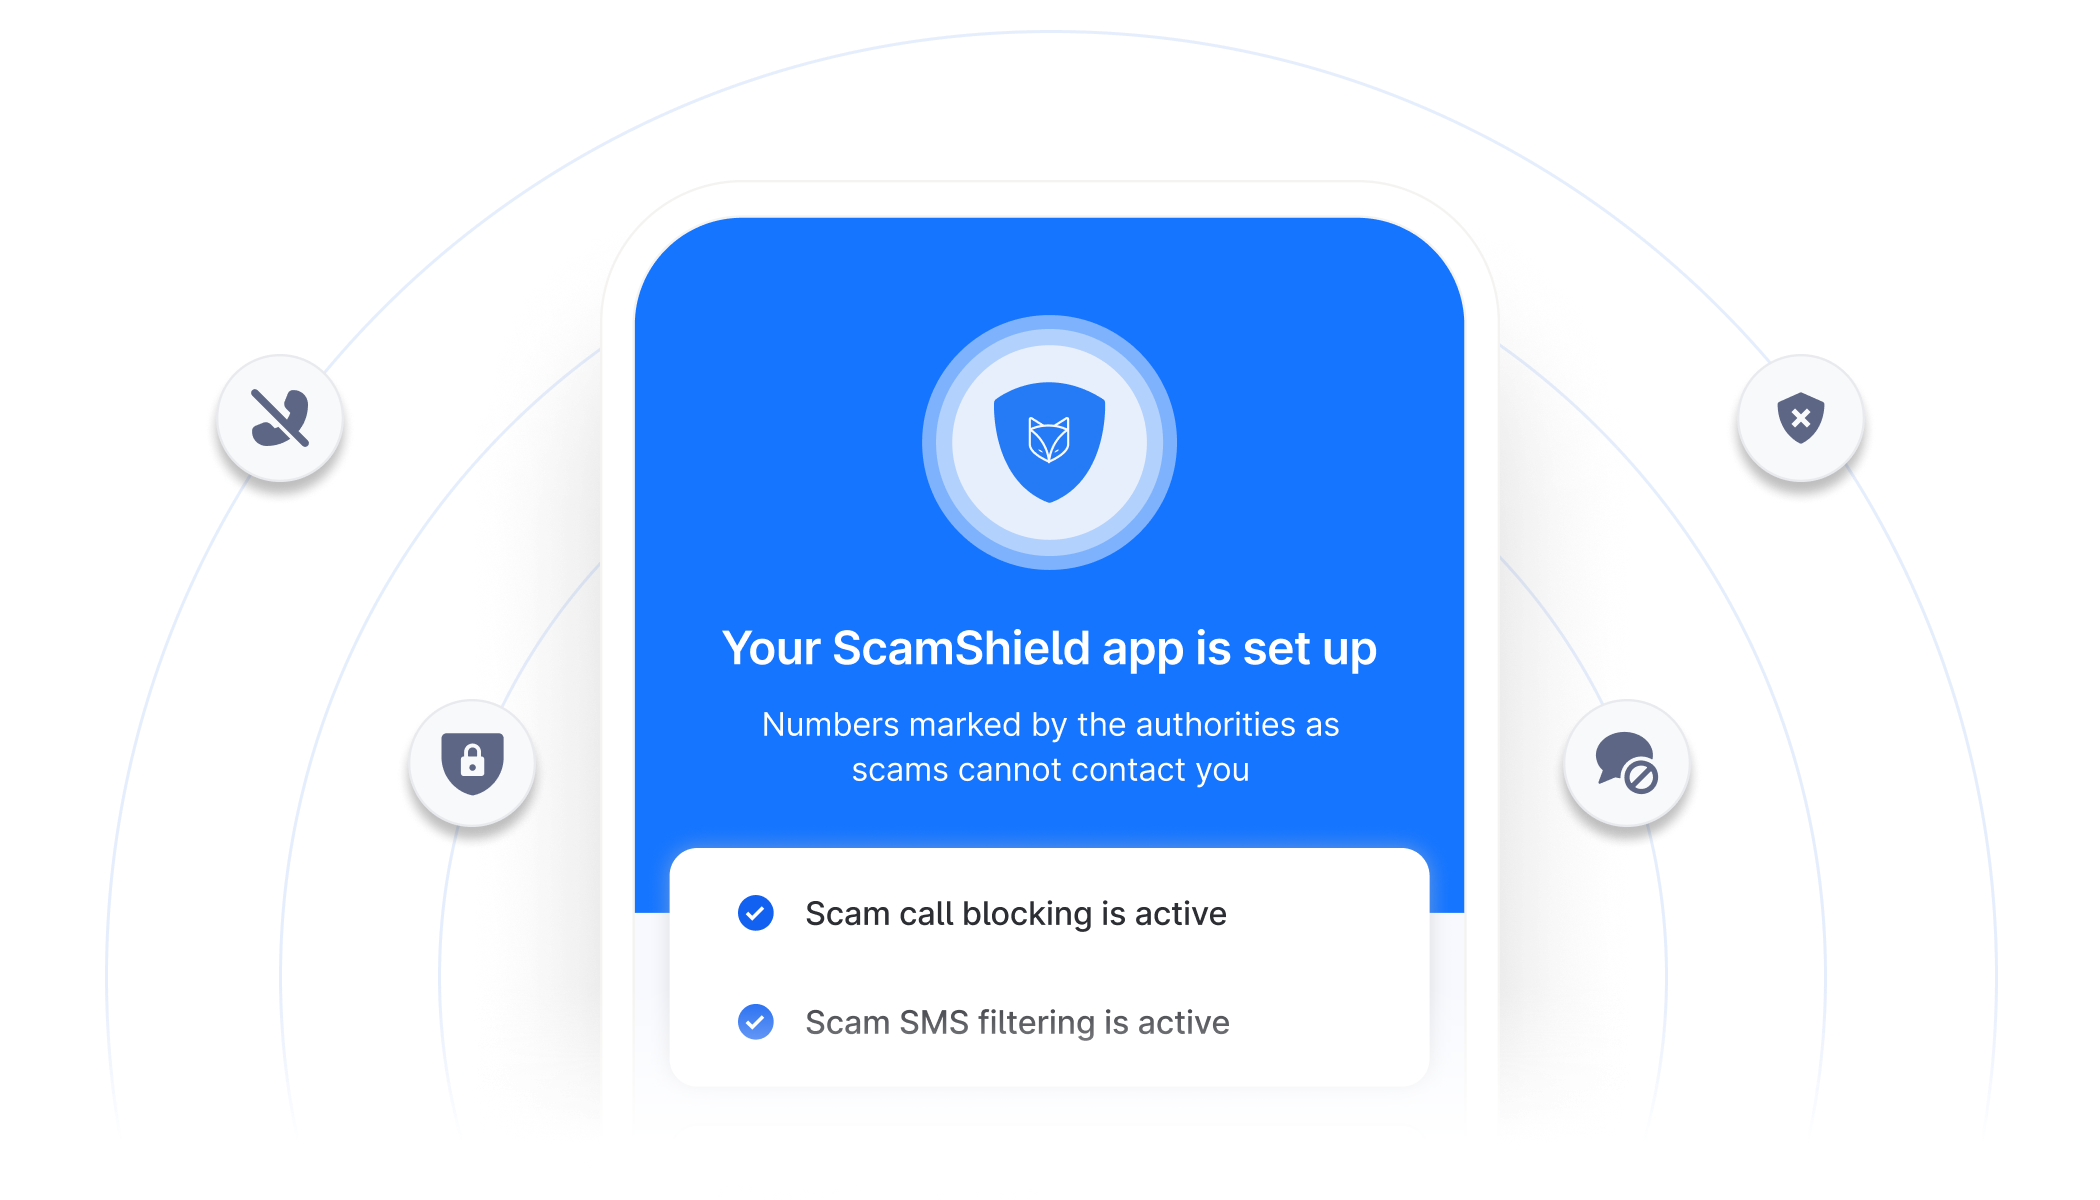 Your ScamShield app is set up
Numbers marked by the authorities as
scams cannot contact you
Scam call blocking is active
Scam SMS filtering is active